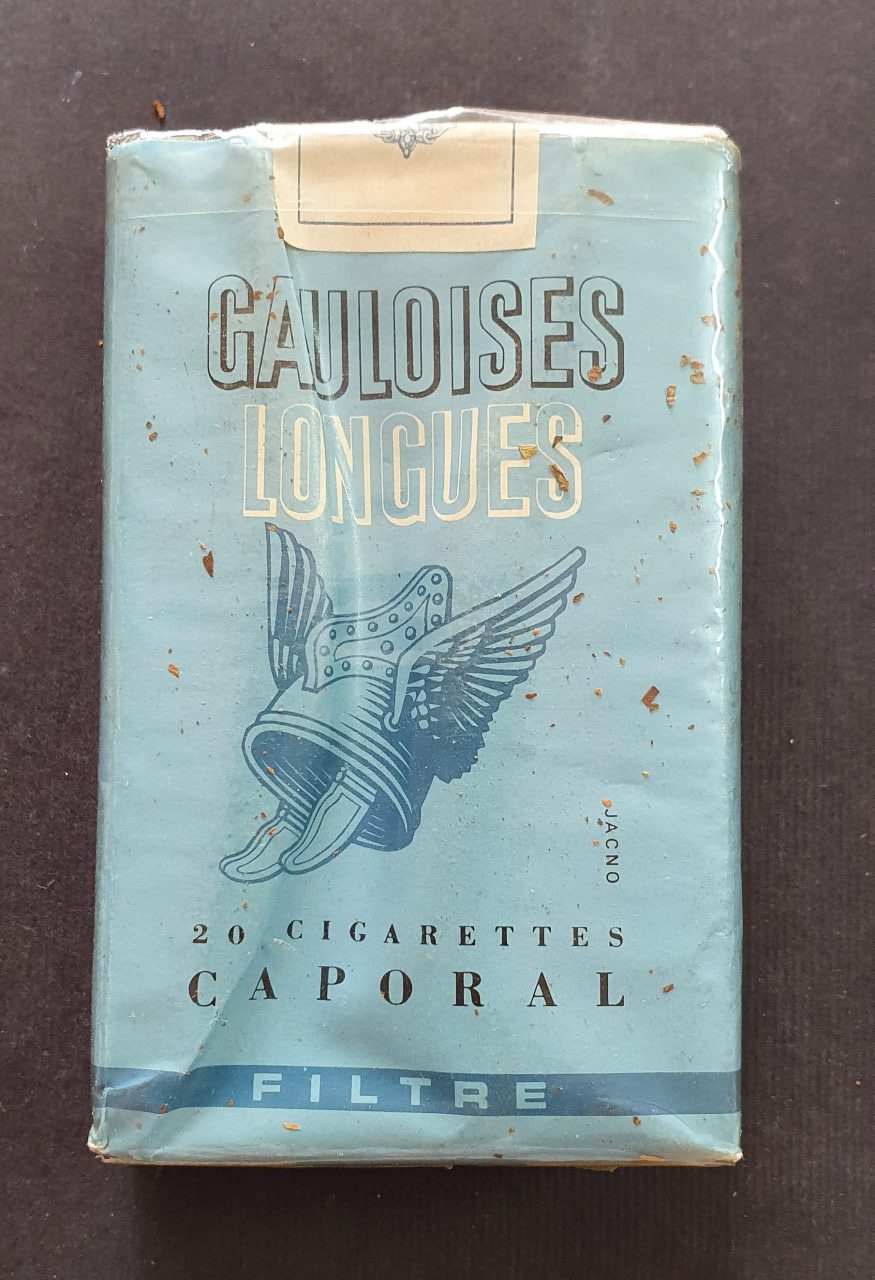 GAULOISES
LONGUES
JACNO
20 CIGARETTES
CAPORAL
FILTRE